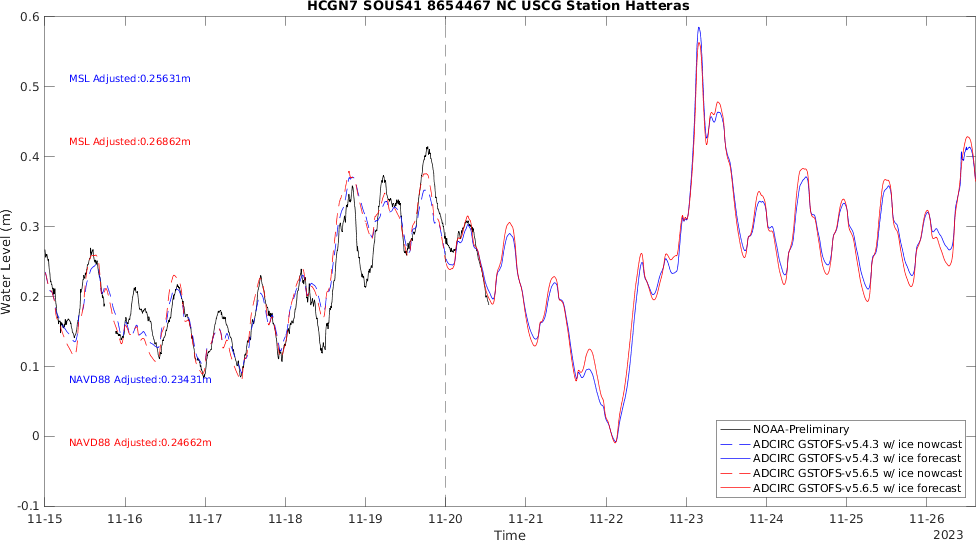 HCGN7 SOUS41 8654467 NC USCG Station Hatteras
0.6
0.5
0.4
0.3
0.2
0.1
0
-0.1
Water Level (m)
MSL Adjusted:0.25631m
MSL Adjusted:0.26862m
NAVD88 Adjusted:0.23431m
NAVD88 Adjusted:0.24662m
NOAA-Preliminary
ADCIRC GSTOFS-v5.4.3 w/ ice nowcast
ADCIRC GSTOFS-v5.4.3 w/ ice forecast
ADCIRC GSTOFS-v5.6.5 w/ ice nowcast
ADCIRC GSTOFS-v5.6.5 w/ ice forecast
11-15 11-16 11-17 11-18 11-19 11-20 11-21 11-22 11-23 11-24 11-25 11-26
Time
2023